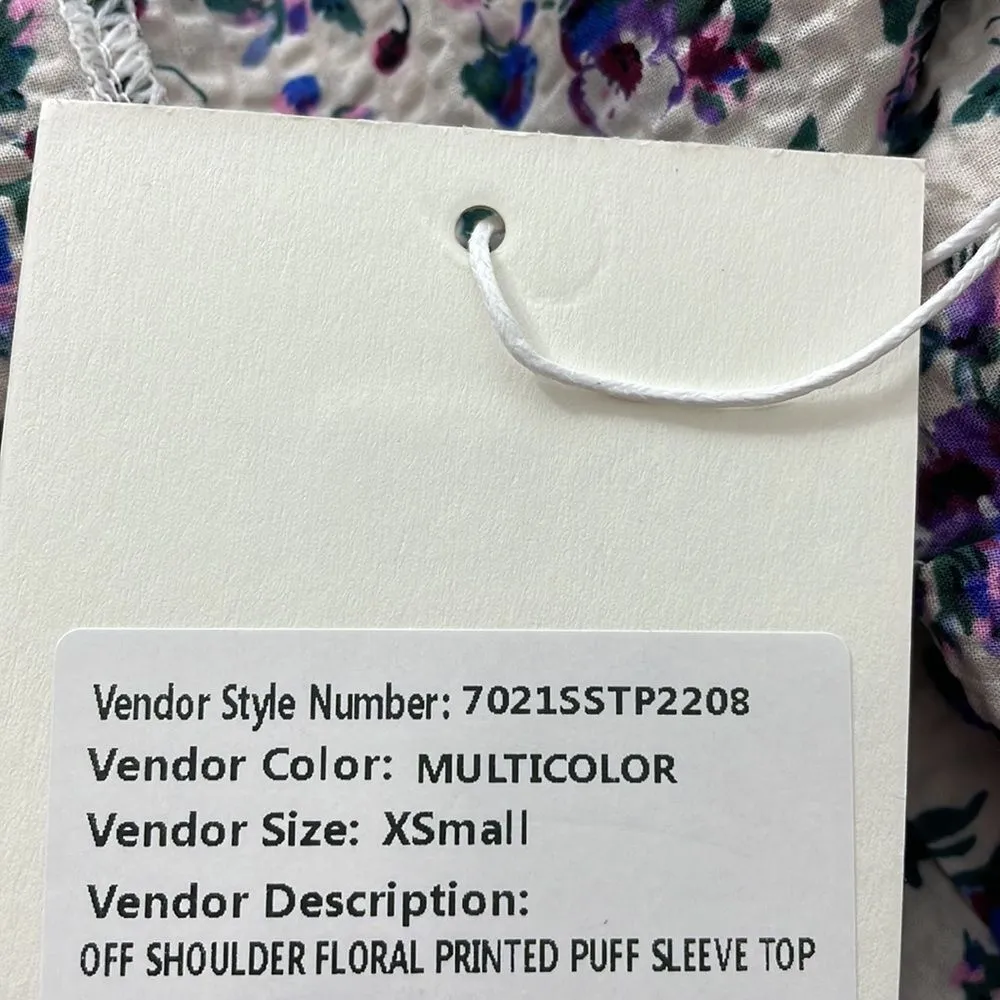 Vendor Style Number: 7021SSTP2208
Vendor Color: MULTICOLOR
Vendor Size: XSmall
Vendor Description:
OFF SHOULDER FLORAL PRINTED PUFF SLEEVE TOP